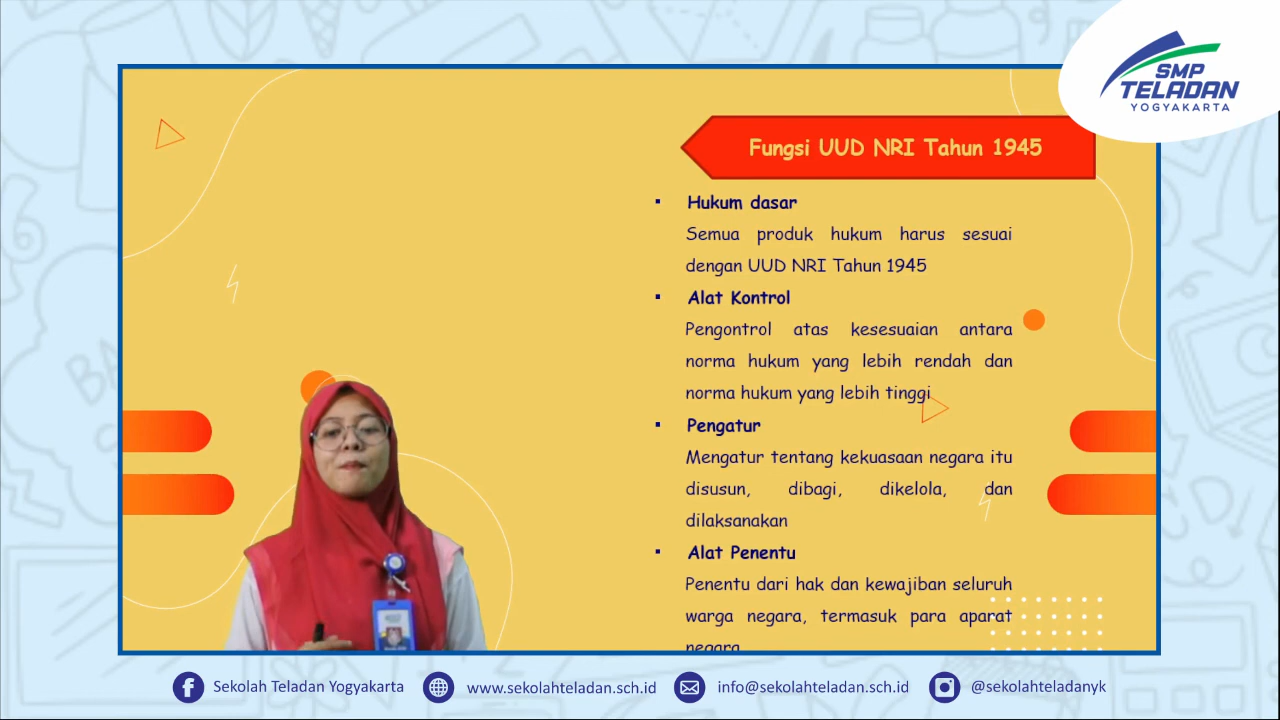 SMP
TELADAN
YOGYAKARTA
Fungsi UUD NRI Tahun 1945
▪ Hukum dasar
Semua produk hukum harus sesuai
dengan UUD NRI Tahun 1945
▪ Alat Kontrol
Pengontrol atas kesesuaian antara
norma hukum yang lebih rendah dan
norma hukum yang lebih tinggi
▪ Pengatur
Mengatur tentang kekuasaan negara itu
disusun, dibagi, dikelola, dan
dilaksanakan
▪ Alat Penentu
Penentu dari hak dan kewajiban seluruh
warga negara, termasuk para aparat
negara
Sekolah Teladan Yogyakarta
www.sekolahteladan.sch.id
info@sekolahteladan.sch.id
@sekolahteladanyk